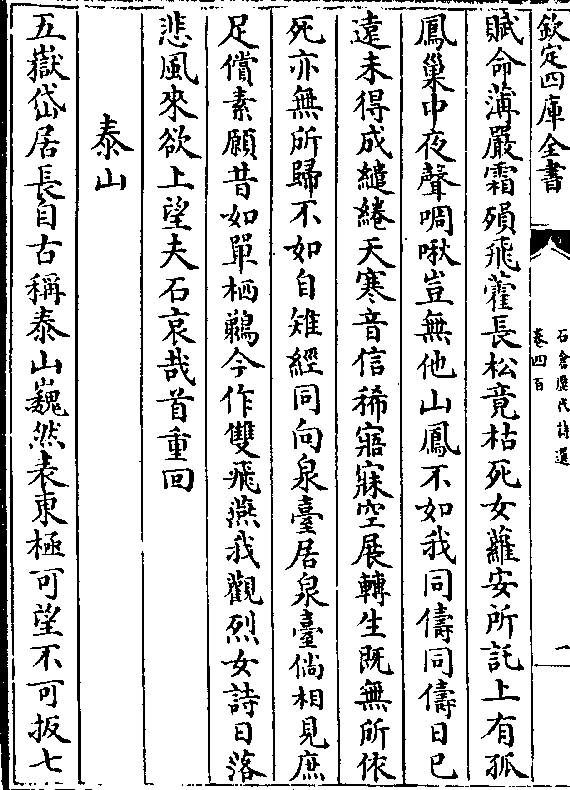 欽定四庫全書
石倉歷代詩選
卷四百
一
賦命薄嚴霜殞飛藿長松竟枯死女蘿安所託上有孤
鳳巢中夜聲啁啾豈無他山鳳不如我同儔同儔日已
遠未得成繾綣天寒音信稀寤寐空展轉生既無所依
死亦無所歸不如自雉經同向泉臺居泉臺倘相見庶
足償素願昔如單栖鵜今作雙飛燕我觀烈女詩日落
悲風來欲上望夫石哀哉首重回
泰山
五嶽岱居長自古稱泰山巍然表東極可望不可扳七